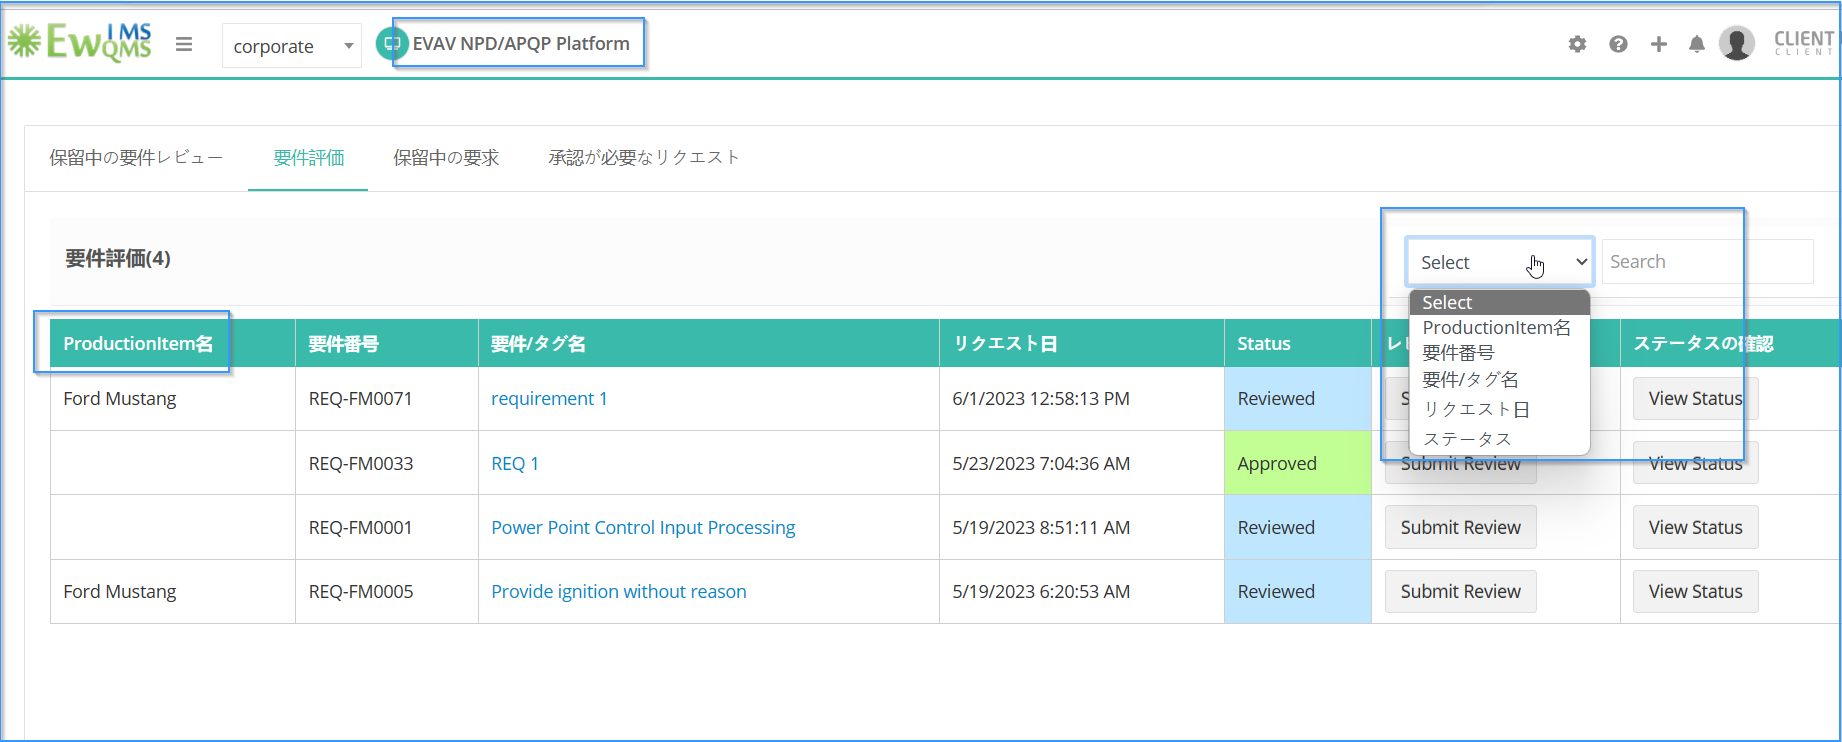 EwQMS IMS
corporate
EVAV NPD/APQP Platform
CLIENT
CLIENT
保留中の要件レビュー
要件評価
保留中の要求
承認が必要なリクエスト
要件評価(4)
Select
Search
Select
ProductionItem名
要件番号
要件/タグ名
リクエスト日
ステータス
ProductionItem名 要件番号 要件/タグ名 リクエスト日 Status レ ステータスの確認
Ford Mustang REQ-FM0071 requirement 1 6/1/2023 12:58:13 PM Reviewed S View Status
REQ-FM0033 REQ 1 5/23/2023 7:04:36 AM Approved Submit Review View Status
REQ-FM0001 Power Point Control Input Processing 5/19/2023 8:51:11 AM Reviewed Submit Review View Status
Ford Mustang REQ-FM0005 Provide ignition without reason 5/19/2023 6:20:53 AM Reviewed Submit Review View Status